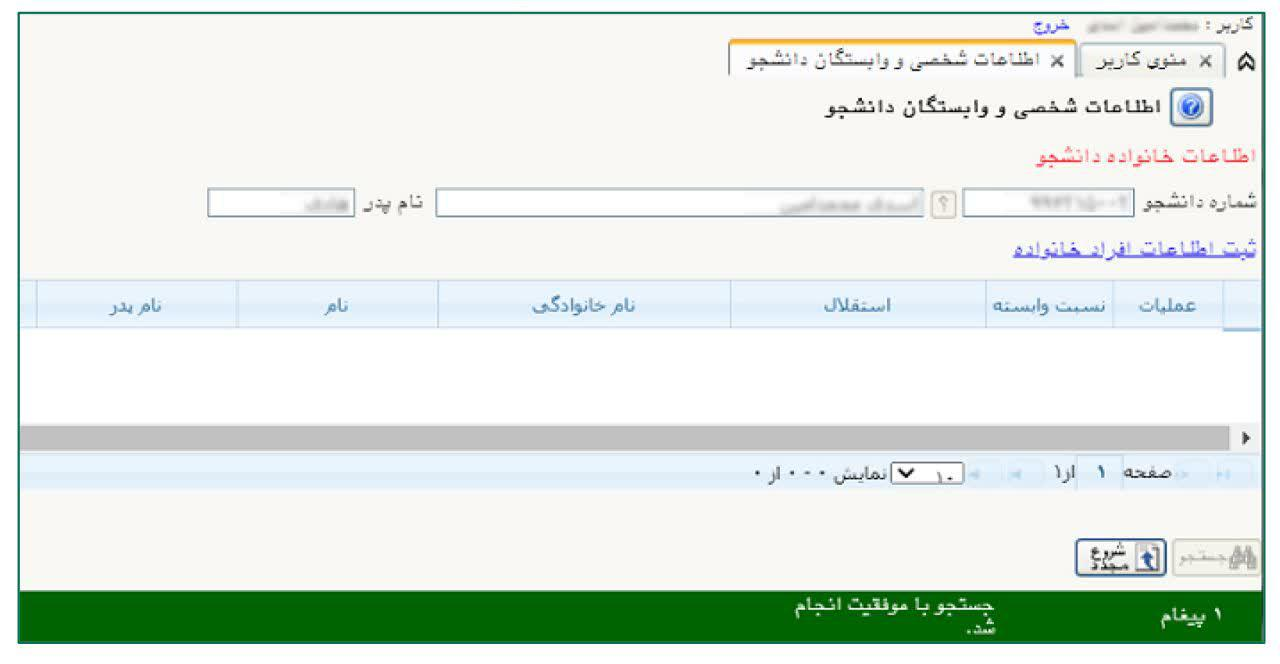 کاربر : خروج
منوی کاربر × اطلاعات شخصی و وابستگان دانشجو ×
اطلاعات شخصی و وابستگان دانشجو
اطلاعات خانواده دانشجو
شماره دانشجو ؟ نام پدر
ثبت اطلاعات افراد خانواده
عملیات نسبت وابسته استقلال نام خانوادگی نام نام پدر
صفحه ۱ از۱ ۱۰ نمایش ۰ - ۰ از ۰
جستجو شروع مجدد
۱ پیغام جستجو با موفقیت انجام
شد.